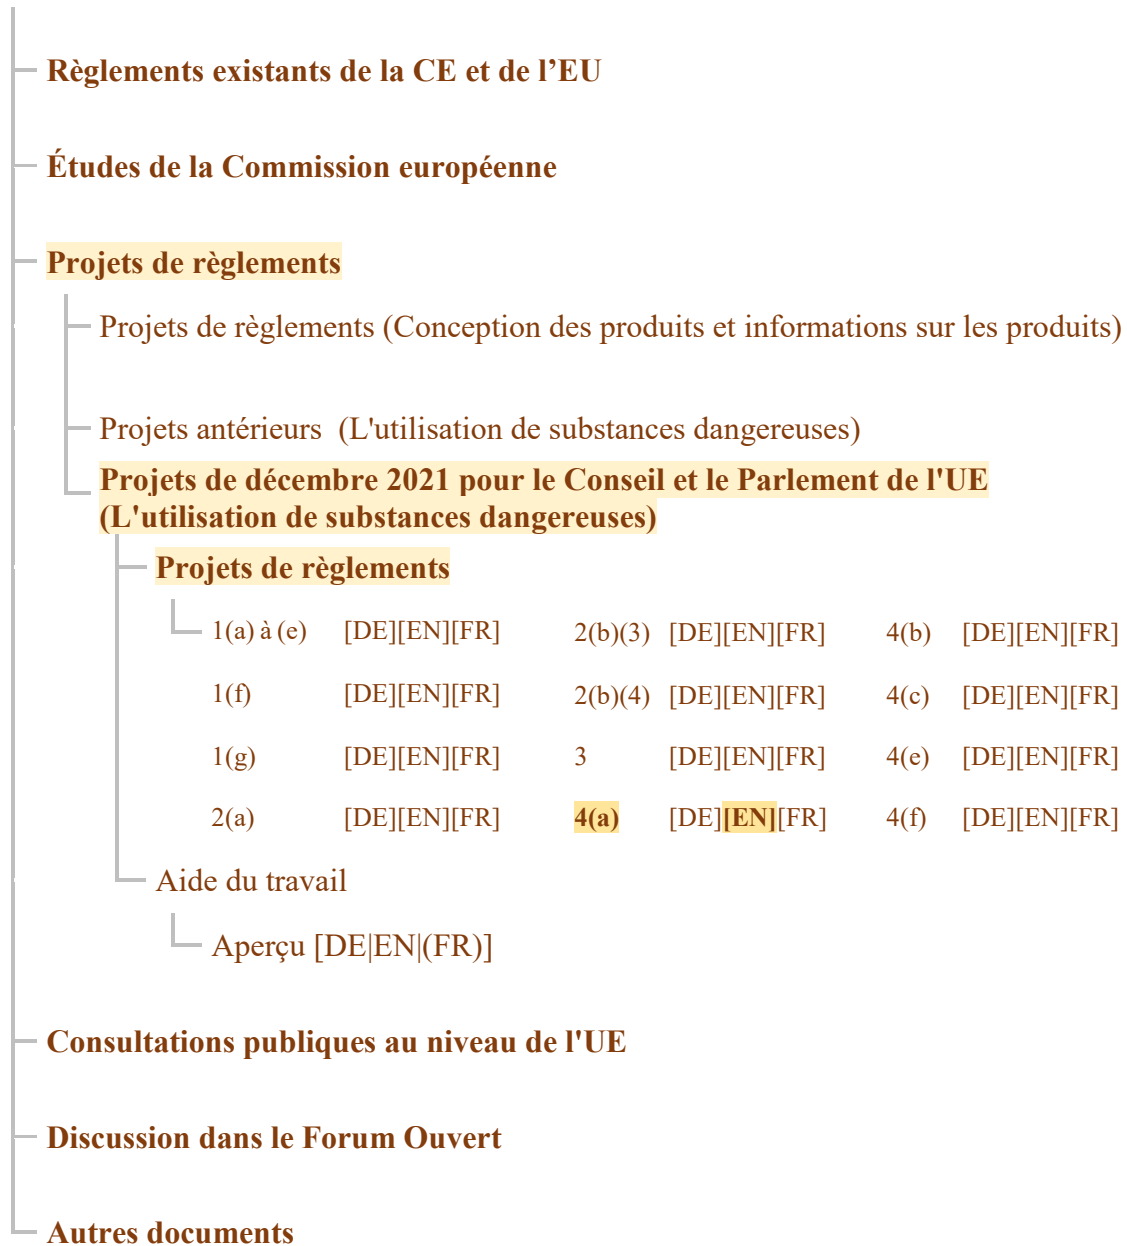 Règlements existants de la CE et de l’EU
Études de la Commission européenne
Projets de règlements
Projets de règlements (Conception des produits et informations sur les produits)
Projets antérieurs (L'utilisation de substances dangereuses)
Projets de décembre 2021 pour le Conseil et le Parlement de l'UE
(L'utilisation de substances dangereuses)
Projets de règlements
1(a) à (e) [DE][EN][FR] 2(b)(3) [DE][EN][FR] 4(b) [DE][EN][FR]
1(f) [DE][EN][FR] 2(b)(4) [DE][EN][FR] 4(c) [DE][EN][FR]
1(g) [DE][EN][FR] 3 [DE][EN][FR] 4(e) [DE][EN][FR]
2(a) [DE][EN][FR] 4(a) [DE][EN][FR] 4(f) [DE][EN][FR]
Aide du travail
Aperçu [DE|EN|(FR)]
Consultations publiques au niveau de l'UE
Discussion dans le Forum Ouvert
Autres documents